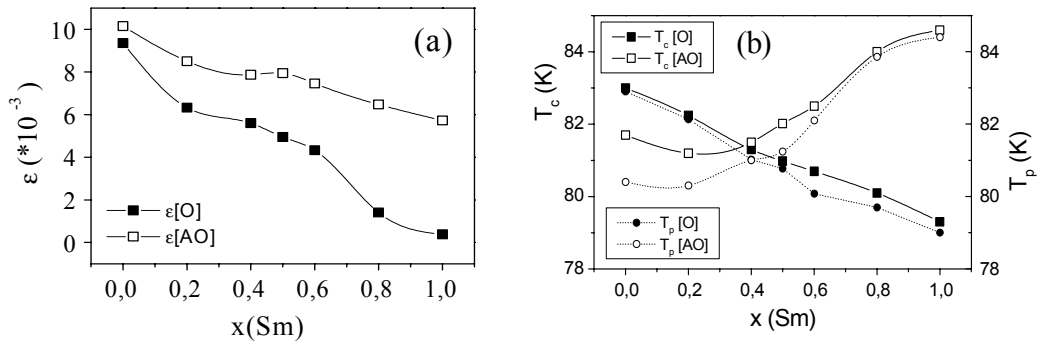 (a)
10
8
6
4
2
0
ε (*10⁻³)
ε[O]
ε[AO]
0,0 0,2 0,4 0,6 0,8 1,0
x(Sm)
(b)
T_c [O]
T_c [AO]
84
82
80
78
T_c (K)
T_p [O]
T_p [AO]
84
82
80
78
T_p (K)
0,0 0,2 0,4 0,6 0,8 1,0
x (Sm)